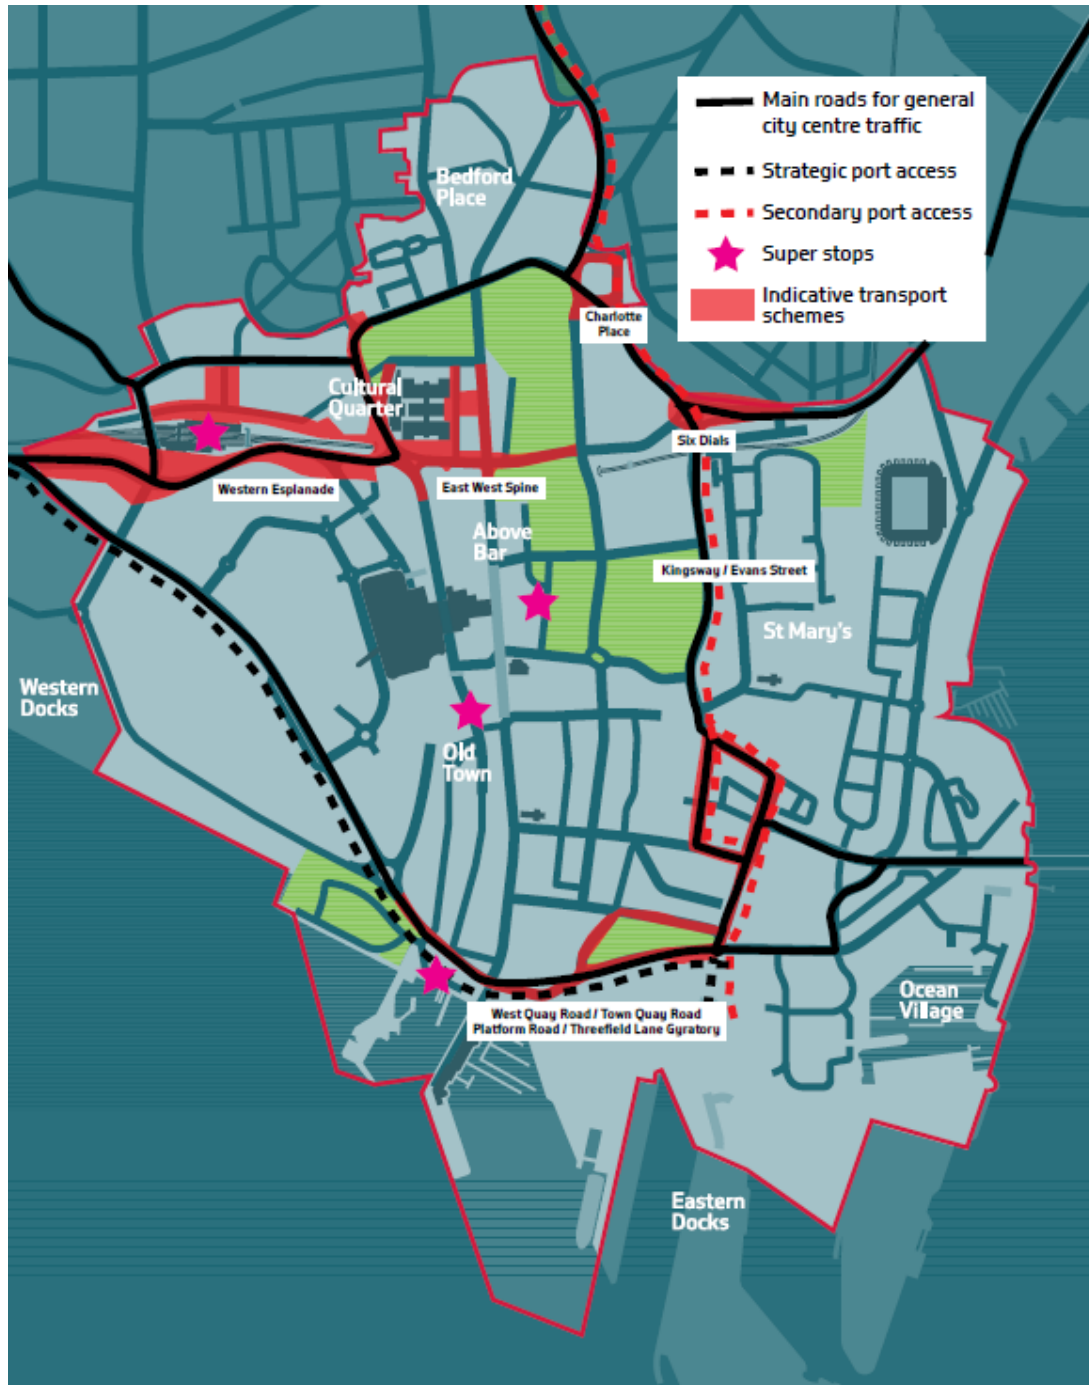 Main roads for general
city centre traffic
Strategic port access
Secondary port access
Super stops
Indicative transport
schemes
Bedford
Place
Charlotte
Place
Cultural
Quarter
Six Dials
Western Esplanade
East West Spine
Above
Bar
Kingsway / Evans Street
St Mary's
Western
Docks
Old
Town
Ocean
Village
West Quay Road / Town Quay Road
Platform Road / Threefield Lane Gyratory
Eastern
Docks